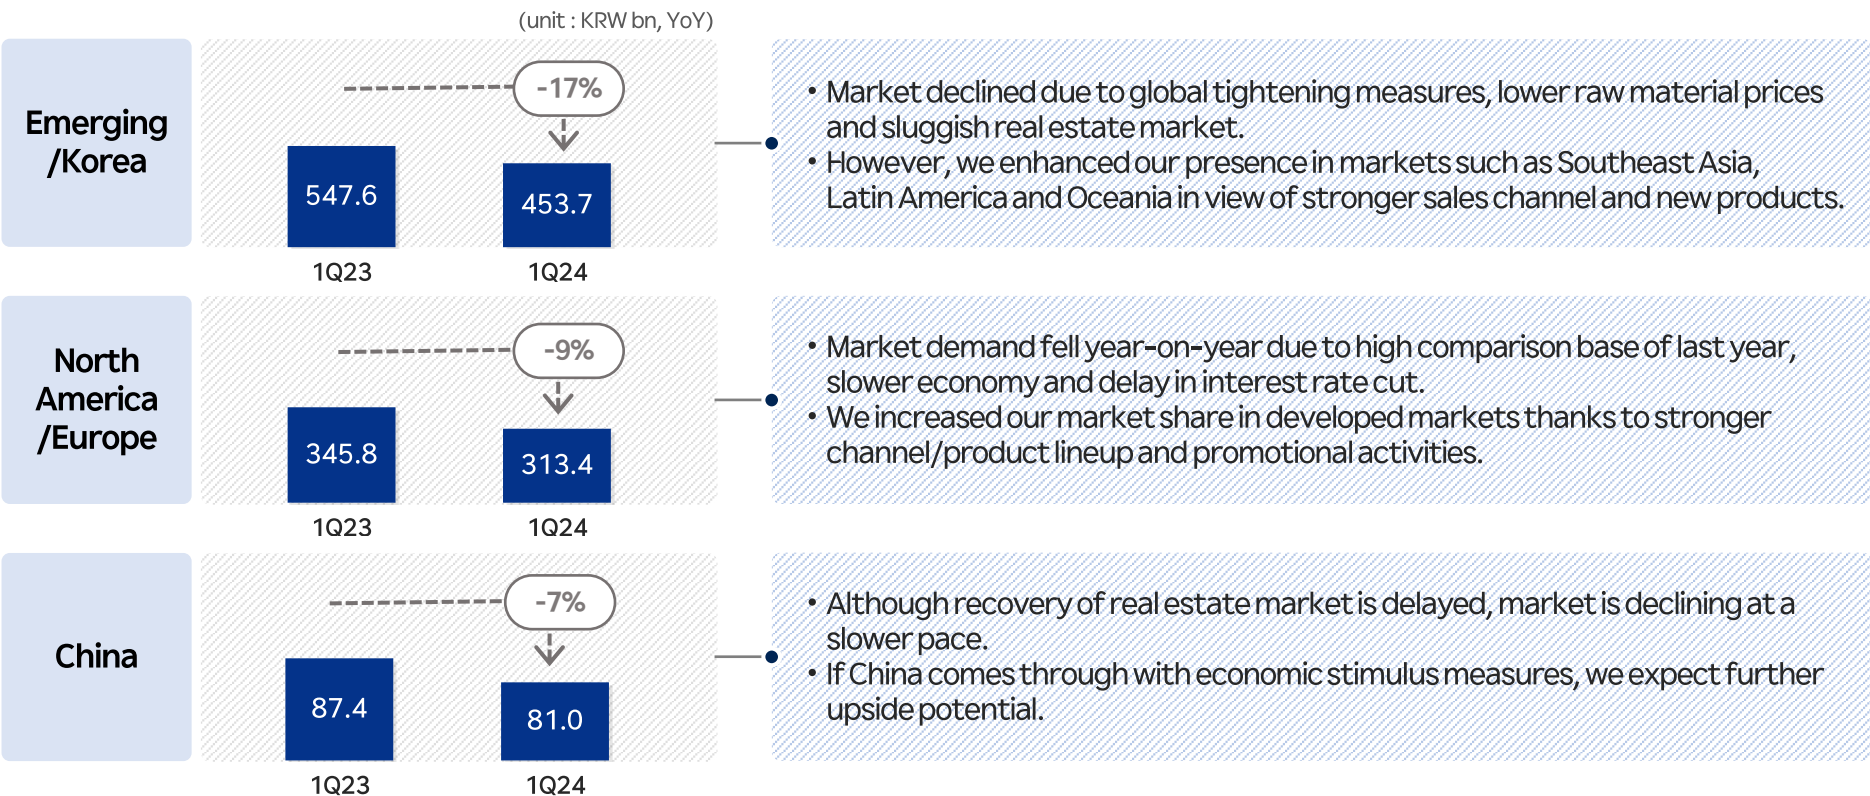 (unit : KRW bn, YoY)
Emerging
/Korea
-17%
547.6
453.7
1Q23
1Q24
• Market declined due to global tightening measures, lower raw material prices
and sluggish real estate market.
• However, we enhanced our presence in markets such as Southeast Asia,
Latin America and Oceania in view of stronger sales channel and new products.
North
America
/Europe
-9%
345.8
313.4
1Q23
1Q24
• Market demand fell year-on-year due to high comparison base of last year,
slower economy and delay in interest rate cut.
• We increased our market share in developed markets thanks to stronger
channel/product lineup and promotional activities.
China
-7%
87.4
81.0
1Q23
1Q24
• Although recovery of real estate market is delayed, market is declining at a
slower pace.
• If China comes through with economic stimulus measures, we expect further
upside potential.